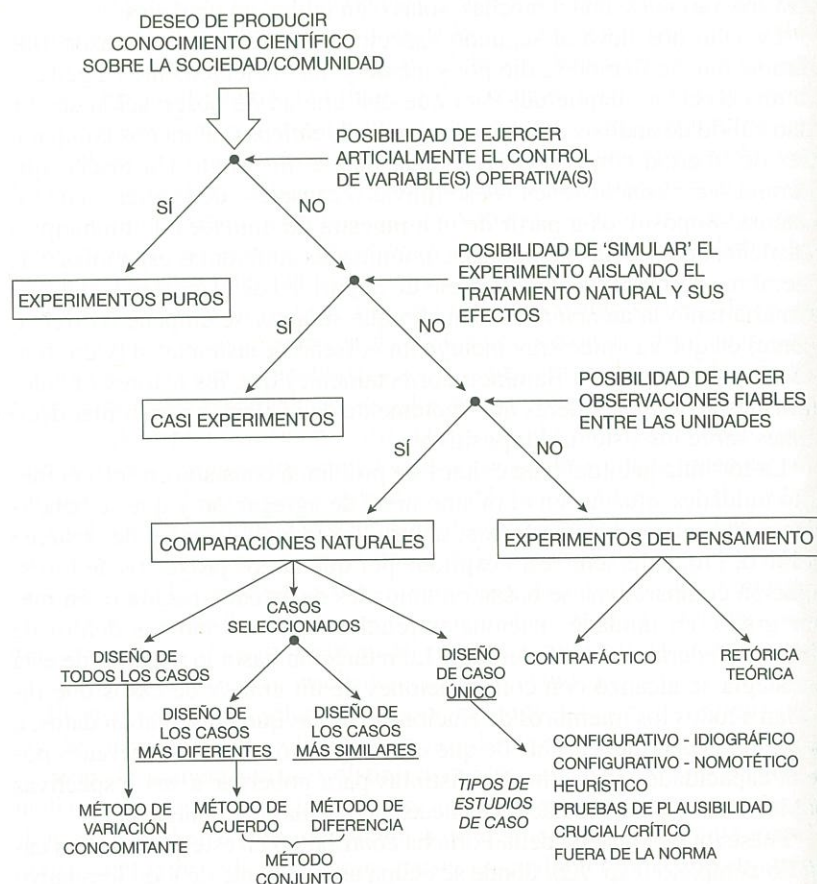 DESEO DE PRODUCIR
CONOCIMIENTO CIENTÍFICO
SOBRE LA SOCIEDAD/COMUNIDAD
POSIBILIDAD DE EJERCER
ARTICIALMENTE EL CONTROL
DE VARIABLE(S) OPERATIVA(S)
SÍ
NO
EXPERIMENTOS PUROS
POSIBILIDAD DE ‘SIMULAR’ EL
EXPERIMENTO AISLANDO EL
TRATAMIENTO NATURAL Y SUS
EFECTOS
SÍ
NO
CASI EXPERIMENTOS
POSIBILIDAD DE HACER
OBSERVACIONES FIABLES
ENTRE LAS UNIDADES
SÍ
NO
COMPARACIONES NATURALES
EXPERIMENTOS DEL PENSAMIENTO
CASOS
SELECCIONADOS
DISEÑO DE
TODOS LOS CASOS
DISEÑO
DE CASO
ÚNICO
CONTRAFÁCTICO
RETÓRICA
TEÓRICA
DISEÑO DE
LOS CASOS
MÁS DIFERENTES
DISEÑO DE
LOS CASOS
MÁS SIMILARES
TIPOS DE
ESTUDIOS
DE CASO
CONFIGURATIVO - IDIOGRÁFICO
CONFIGURATIVO - NOMOTÉTICO
HEURÍSTICO
PRUEBAS DE PLAUSIBILIDAD
CRUCIAL/CRÍTICO
FUERA DE LA NORMA
MÉTODO DE
VARIACIÓN
CONCOMITANTE
MÉTODO DE
ACUERDO
MÉTODO DE
DIFERENCIA
MÉTODO
CONJUNTO